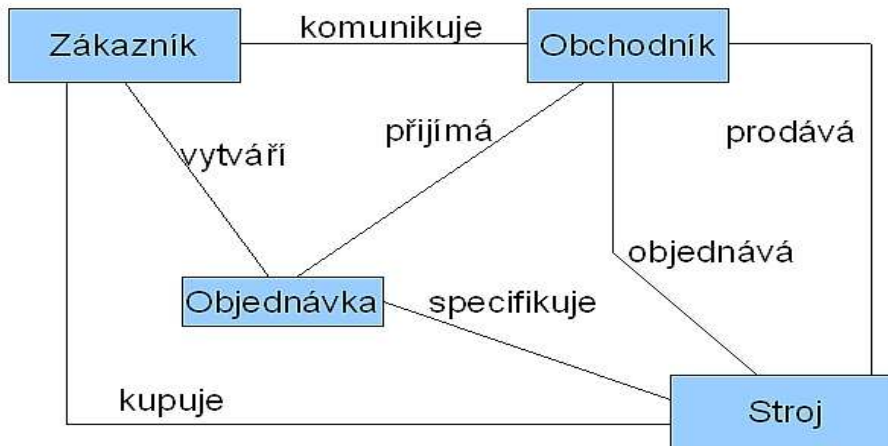 komunikuje
Zákazník
Obchodník
přijímá
prodává
vytváří
objednává
Objednávka
specifikuje
kupuje
Stroj